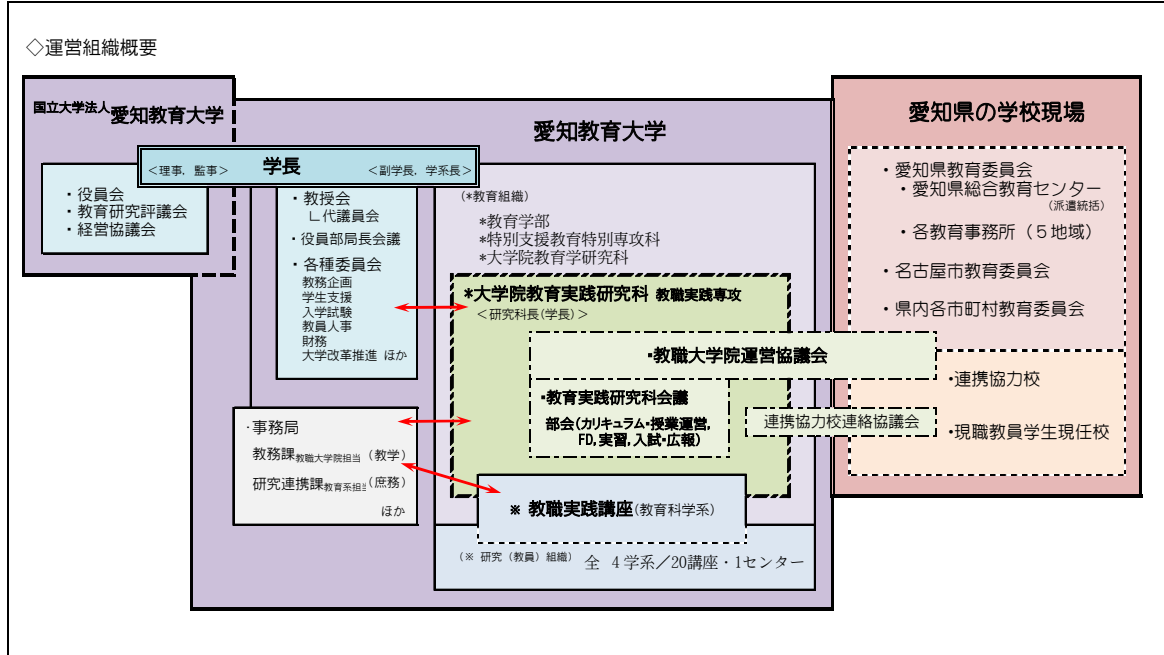 ◇運営組織概要
国立大学法人愛知教育大学
・役員会
・教育研究評議会
・経営協議会
＜理事，監事＞ 学長 ＜副学長，学系長＞
愛知教育大学
・教授会
∟代議員会
・役員部局長会議
・各種委員会
教務企画
学生支援
入学試験
教員人事
財務
大学改革推進 ほか
・事務局
教務課教職大学院担当（教学）
研究連携課教育系担（庶務）
ほか
(*教育組織)
*教育学部
*特別支援教育特別専攻科
*大学院教育学研究科
*大学院教育実践研究科 教職実践専攻
＜研究科長(学長)＞
・教職大学院運営協議会
・教育実践研究科会議
部会(カリキュラム・授業運営,
FD,実習,入試・広報)
連携協力校連絡協議会
※ 教職実践講座(教育科学系)
(※ 研究（教員）組織) 全 4学系／20講座・1センター
愛知県の学校現場
・愛知県教育委員会
・愛知県総合教育センター
(派遣統括)
・各教育事務所（５地域）
・名古屋市教育委員会
・県内各市町村教育委員会
・連携協力校
・現職教員学生現任校